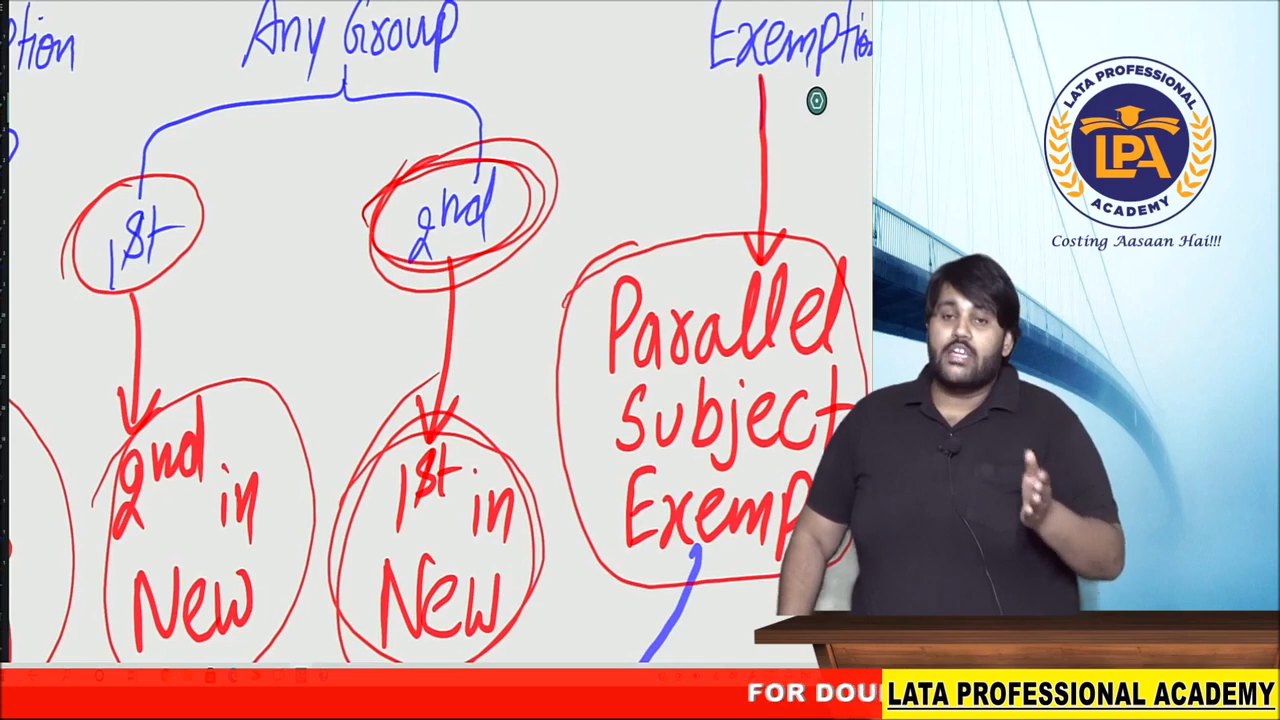 ption
Any Group
Exemptio
1st
2nd
2nd in
New
1st in
New
Parallel
Subject
Exemp
LATA PROFESSIONAL
LPA
ACADEMY
Costing Aasaan Hai!!!
FOR DOU
LATA PROFESSIONAL ACADEMY